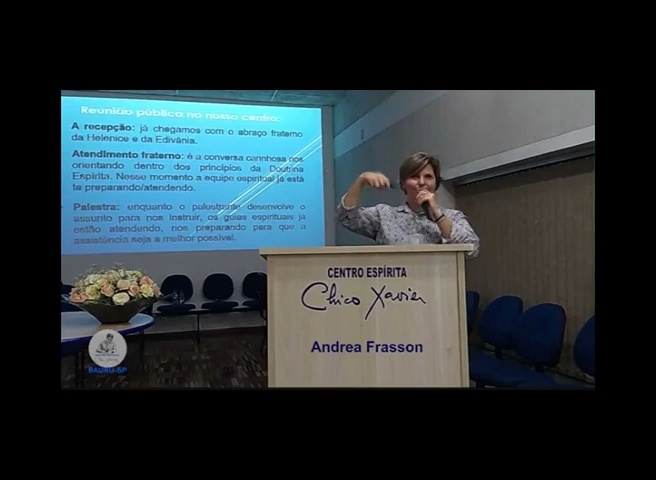 Reunião pública no nosso centro:
A recepção: já chegamos com o abraço fraterno
da Helenice e da Edivânia.
Atendimento fraterno: é a conversa carinhosa nos
orientando dentro dos princípios da Doutrina
Espírita. Nesse momento a equipe espiritual já está
te preparando/atendendo.
Palestra: enquanto o palestrante desenvolve o
assunto para nos instruir, os guias espirituais já
estão atendendo, nos preparando para que a
assistência seja a melhor possível.
CENTRO ESPÍRITA
Chico Xavier
Andrea Frasson
BAURU-SP